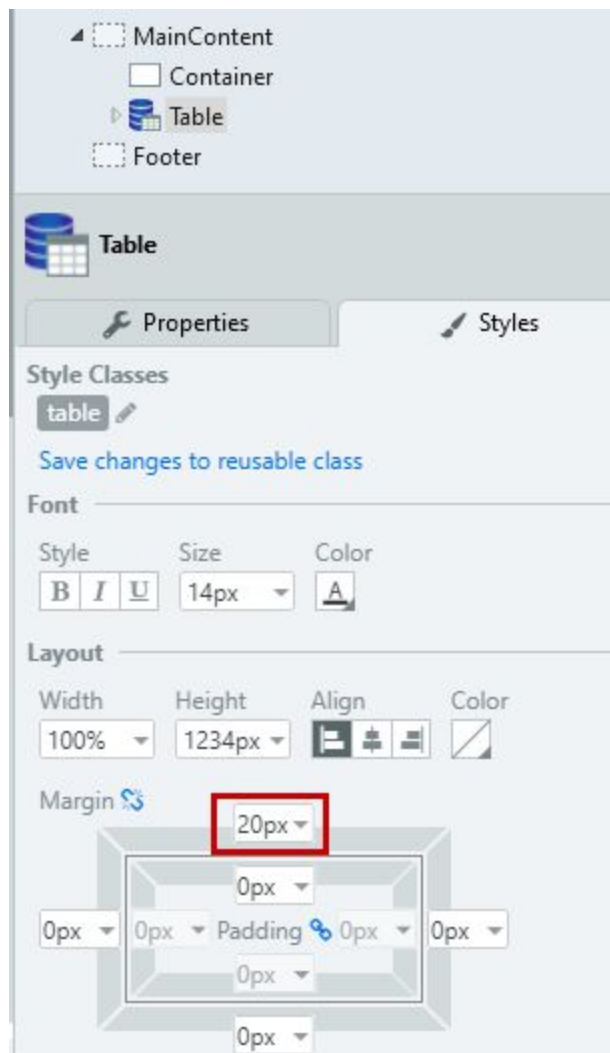 MainContent
Container
Table
Footer
Table
Properties Styles
Style Classes
table
Save changes to reusable class
Font
Style Size Color
B I U 14px A
Layout
Width Height Align Color
100% 1234px
Margin
20px
0px
0px 0px Padding 0px 0px
0px
0px